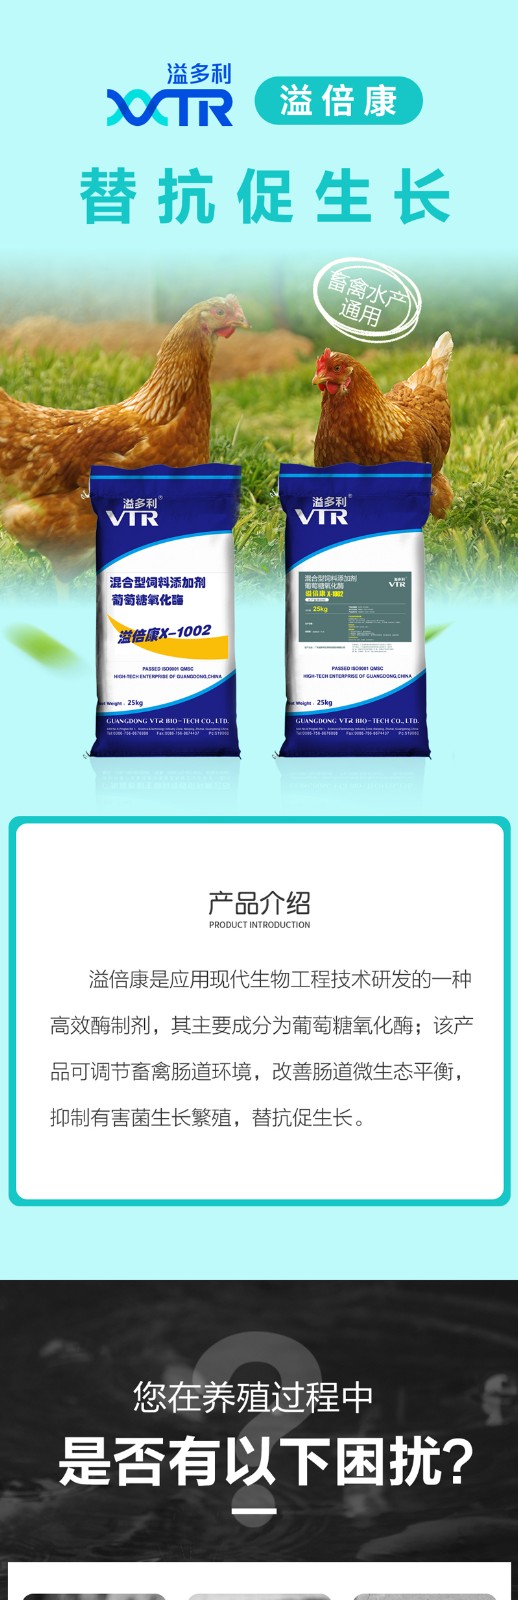 溢多利
VTR
溢倍康
替抗促生长
畜禽水产
通用
溢多利®
VTR
混合型饲料添加剂
葡萄糖氧化酶
溢倍康X-1002
PASSED ISO9001 QMSC
HIGH-TECH ENTERPRISE OF GUANGDONG,CHINA
Net Weight：25kg
GUANGDONG VTR BIO-TECH CO., LTD.
溢多利®
VTR
混合型饲料添加剂
葡萄糖氧化酶
溢倍康 X-1002
25kg
溢多利
VTR
PASSED ISO9001 QMSC
HIGH-TECH ENTERPRISE OF GUANGDONG,CHINA
Net Weight：25kg
GUANGDONG VTR BIO-TECH CO., LTD.
产品介绍
PRODUCT INTRODUCTION
溢倍康是应用现代生物工程技术研发的一种
高效酶制剂，其主要成分为葡萄糖氧化酶；该产
品可调节畜禽肠道环境，改善肠道微生态平衡，
抑制有害菌生长繁殖，替抗促生长。
?
您在养殖过程中
是否有以下困扰?